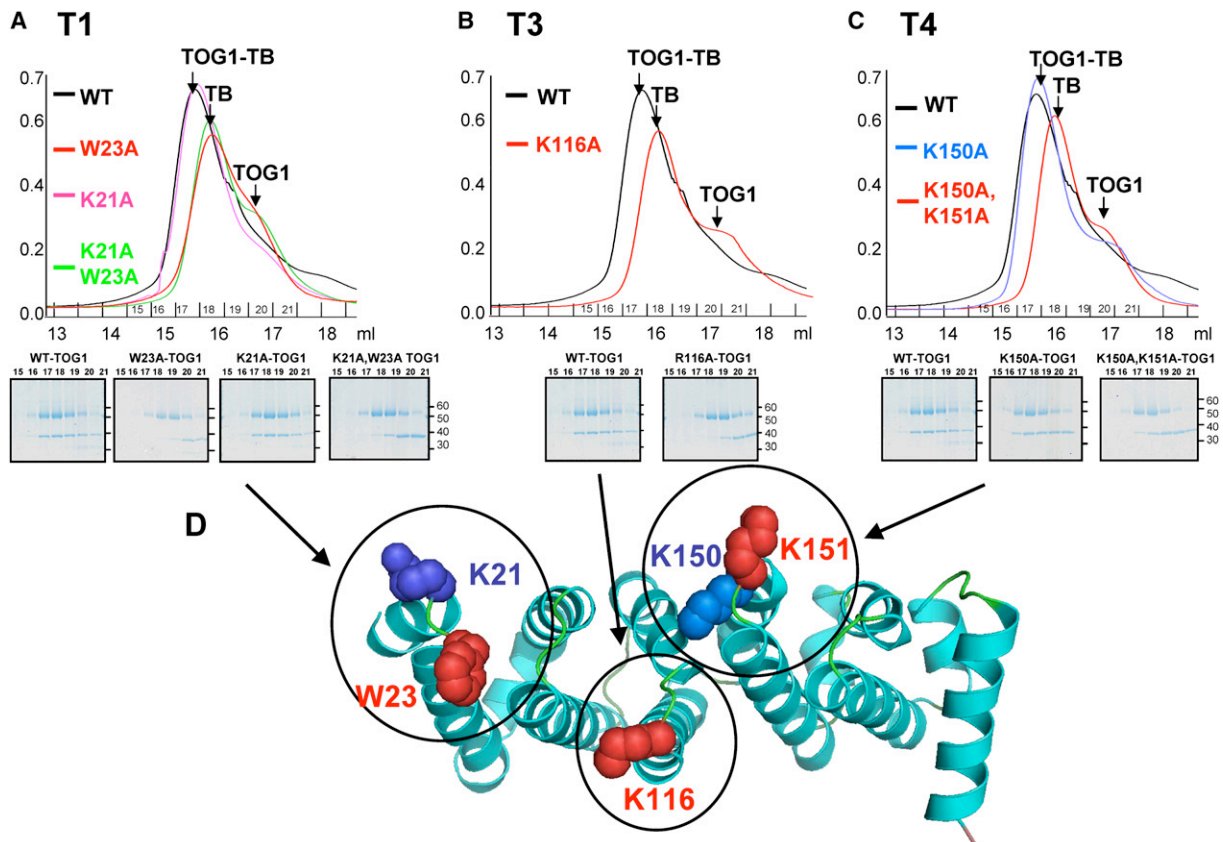 A T1
TOG1-TB
TB
TOG1
WT
W23A
K21A
K21A
W23A
0.7
0.6
0.4
0.2
0.0
15 16 17 18 19 20 21
13 14 15 16 17 18 ml
WT-TOG1
15 16 17 18 19 20 21
W23A-TOG1
15 16 17 18 19 20 21
K21A-TOG1
15 16 17 18 19 20 21
K21A,W23A TOG1
15 16 17 18 19 20 21
60
50
40
30
B T3
TOG1-TB
TB
TOG1
WT
K116A
0.7
0.6
0.4
0.2
0.0
15 16 17 18 19 20 21
13 14 15 16 17 18 ml
WT-TOG1
15 16 17 18 19 20 21
R116A-TOG1
15 16 17 18 19 20 21
60
50
40
30
C T4
TOG1-TB
TB
TOG1
WT
K150A
K150A,
K151A
0.7
0.6
0.4
0.2
0.0
15 16 17 18 19 20 21
13 14 15 16 17 18 ml
WT-TOG1
15 16 17 18 19 20 21
K150A-TOG1
15 16 17 18 19 20 21
K150A,K151A-TOG1
15 16 17 18 19 20 21
60
50
40
30
D
K21
W23
K116
K150
K151